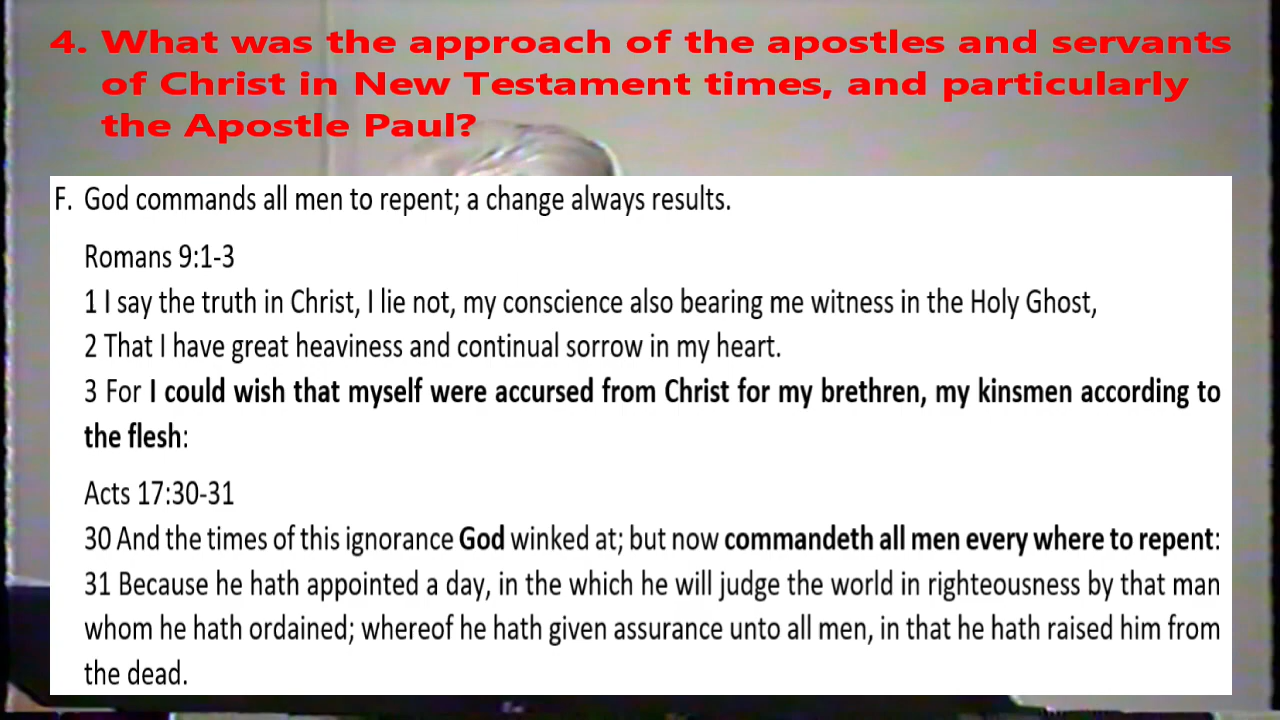 4. What was the approach of the apostles and servants
of Christ in New Testament times, and particularly
the Apostle Paul?
F. God commands all men to repent; a change always results.
Romans 9:1-3
1 I say the truth in Christ, I lie not, my conscience also bearing me witness in the Holy Ghost,
2 That I have great heaviness and continual sorrow in my heart.
3 For I could wish that myself were accursed from Christ for my brethren, my kinsmen according to
the flesh:
Acts 17:30-31
30 And the times of this ignorance God winked at; but now commandeth all men every where to repent:
31 Because he hath appointed a day, in the which he will judge the world in righteousness by that man
whom he hath ordained; whereof he hath given assurance unto all men, in that he hath raised him from
the dead.